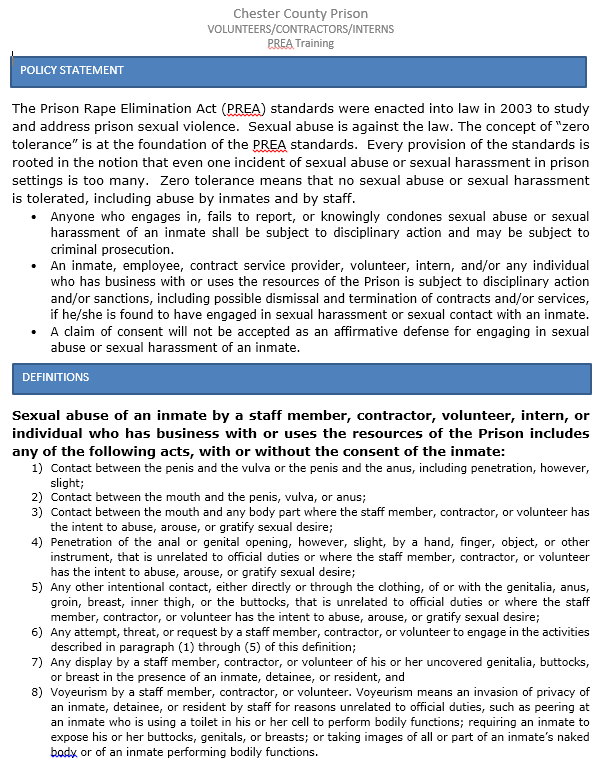 Chester County Prison
VOLUNTEERS/CONTRACTORS/INTERNS
PREA Training
POLICY STATEMENT
The Prison Rape Elimination Act (PREA) standards were enacted into law in 2003 to study
and address prison sexual violence.  Sexual abuse is against the law. The concept of “zero
tolerance” is at the foundation of the PREA standards.  Every provision of the standards is
rooted in the notion that even one incident of sexual abuse or sexual harassment in prison
settings is too many.  Zero tolerance means that no sexual abuse or sexual harassment
is tolerated, including abuse by inmates and by staff.
• Anyone who engages in, fails to report, or knowingly condones sexual abuse or sexual
harassment of an inmate shall be subject to disciplinary action and may be subject to
criminal prosecution.
• An inmate, employee, contract service provider, volunteer, intern, and/or any individual
who has business with or uses the resources of the Prison is subject to disciplinary action
and/or sanctions, including possible dismissal and termination of contracts and/or services,
if he/she is found to have engaged in sexual harassment or sexual contact with an inmate.
• A claim of consent will not be accepted as an affirmative defense for engaging in sexual
abuse or sexual harassment of an inmate.
DEFINITIONS
Sexual abuse of an inmate by a staff member, contractor, volunteer, intern, or
individual who has business with or uses the resources of the Prison includes
any of the following acts, with or without the consent of the inmate:
1) Contact between the penis and the vulva or the penis and the anus, including penetration, however,
slight;
2) Contact between the mouth and the penis, vulva, or anus;
3) Contact between the mouth and any body part where the staff member, contractor, or volunteer has
the intent to abuse, arouse, or gratify sexual desire;
4) Penetration of the anal or genital opening, however, slight, by a hand, finger, object, or other
instrument, that is unrelated to official duties or where the staff member, contractor, or volunteer
has the intent to abuse, arouse, or gratify sexual desire;
5) Any other intentional contact, either directly or through the clothing, of or with the genitalia, anus,
groin, breast, inner thigh, or the buttocks, that is unrelated to official duties or where the staff
member, contractor, or volunteer has the intent to abuse, arouse, or gratify sexual desire;
6) Any attempt, threat, or request by a staff member, contractor, or volunteer to engage in the activities
described in paragraph (1) through (5) of this definition;
7) Any display by a staff member, contractor, or volunteer of his or her uncovered genitalia, buttocks,
or breast in the presence of an inmate, detainee, or resident, and
8) Voyeurism by a staff member, contractor, or volunteer. Voyeurism means an invasion of privacy of
an inmate, detainee, or resident by staff for reasons unrelated to official duties, such as peering at
an inmate who is using a toilet in his or her cell to perform bodily functions; requiring an inmate to
expose his or her buttocks, genitals, or breasts; or taking images of all or part of an inmate’s naked
body or of an inmate performing bodily functions.